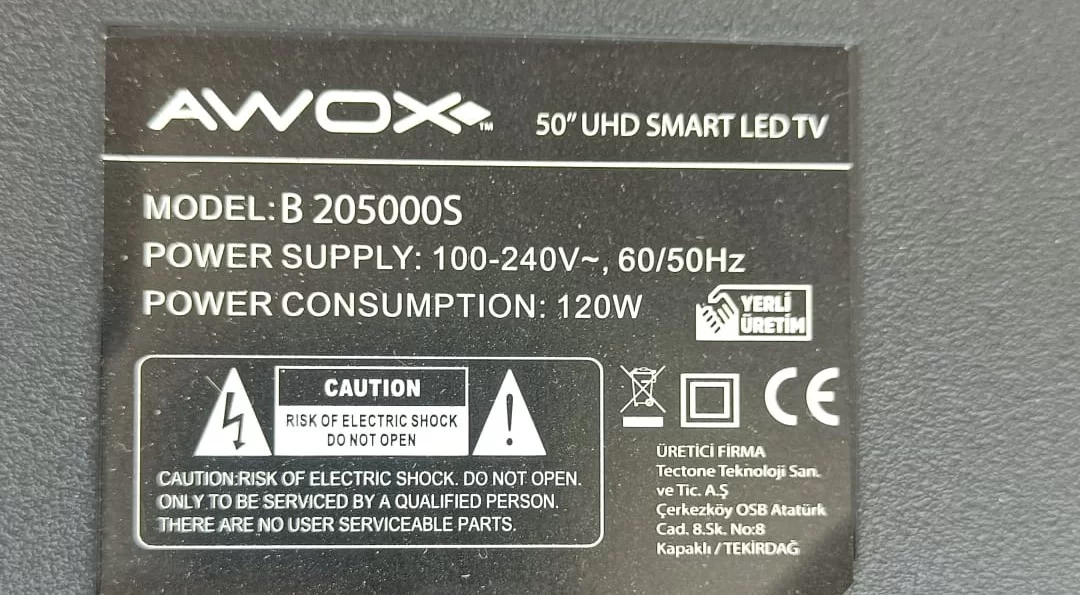 AWOX™
50" UHD SMART LED TV
MODEL: B 205000S
POWER SUPPLY: 100-240V~, 60/50Hz
POWER CONSUMPTION: 120W
YERLİ
ÜRETİM
CAUTION
RISK OF ELECTRIC SHOCK
DO NOT OPEN
CAUTION:RISK OF ELECTRIC SHOCK. DO NOT OPEN.
ONLY TO BE SERVICED BY A QUALIFIED PERSON.
THERE ARE NO USER SERVICEABLE PARTS.
CE
ÜRETİCİ FİRMA
Tectone Teknoloji San.
ve Tic. A.Ş
Çerkezköy OSB Atatürk
Cad. 8.Sk. No:8
Kapaklı / TEKİRDAĞ